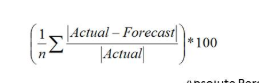 (1/n ∑ |Actual − Forecast| / |Actual|) * 100